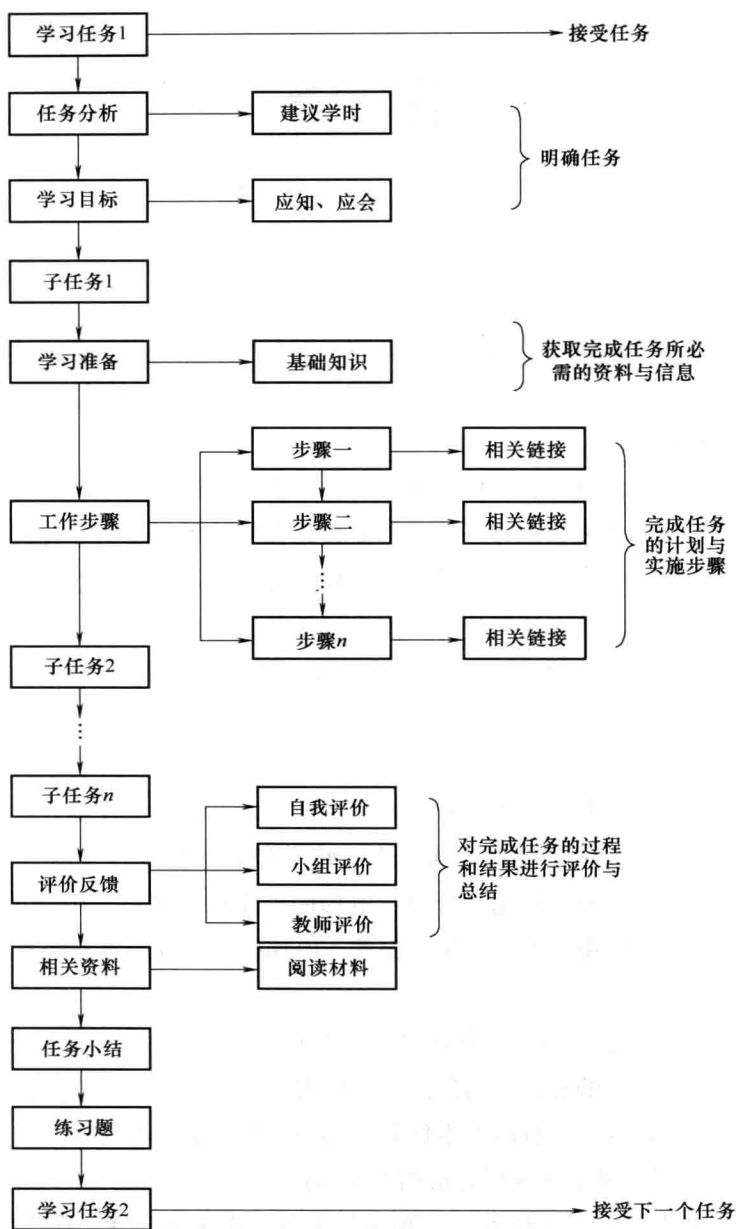 学习任务1
接受任务
任务分析
建议学时
明确任务
学习目标
应知、应会
子任务1
学习准备
基础知识
获取完成任务所必
需的资料与信息
步骤一
相关链接
工作步骤
步骤二
相关链接
完成任务
的计划与
实施步骤
步骤n
相关链接
子任务2
子任务n
自我评价
对完成任务的过程
和结果进行评价与
总结
评价反馈
小组评价
教师评价
相关资料
阅读材料
任务小结
练习题
学习任务2
接受下一个任务